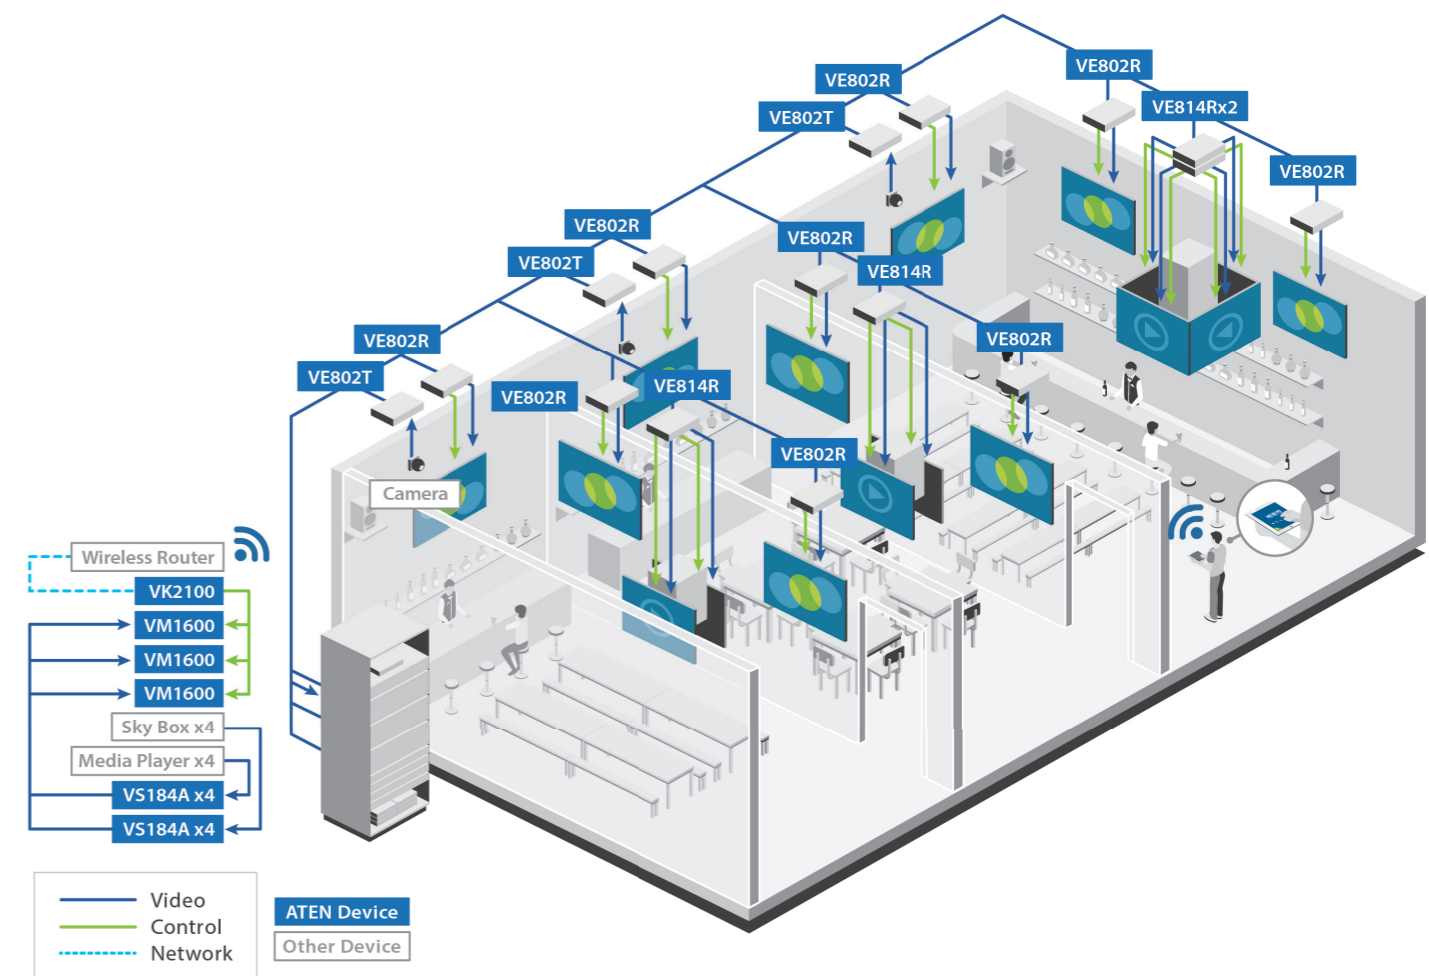 VE802R
VE802R
VE814Rx2
VE802T
VE802R
VE802R
VE802R
VE802T
VE814R
VE802R
VE802R
VE802T
VE814R
VE802R
VE802R
Camera
Wireless Router
VK2100
VM1600
VM1600
VM1600
Sky Box x4
Media Player x4
VS184A x4
VS184A x4
Video
Control
Network
ATEN Device
Other Device